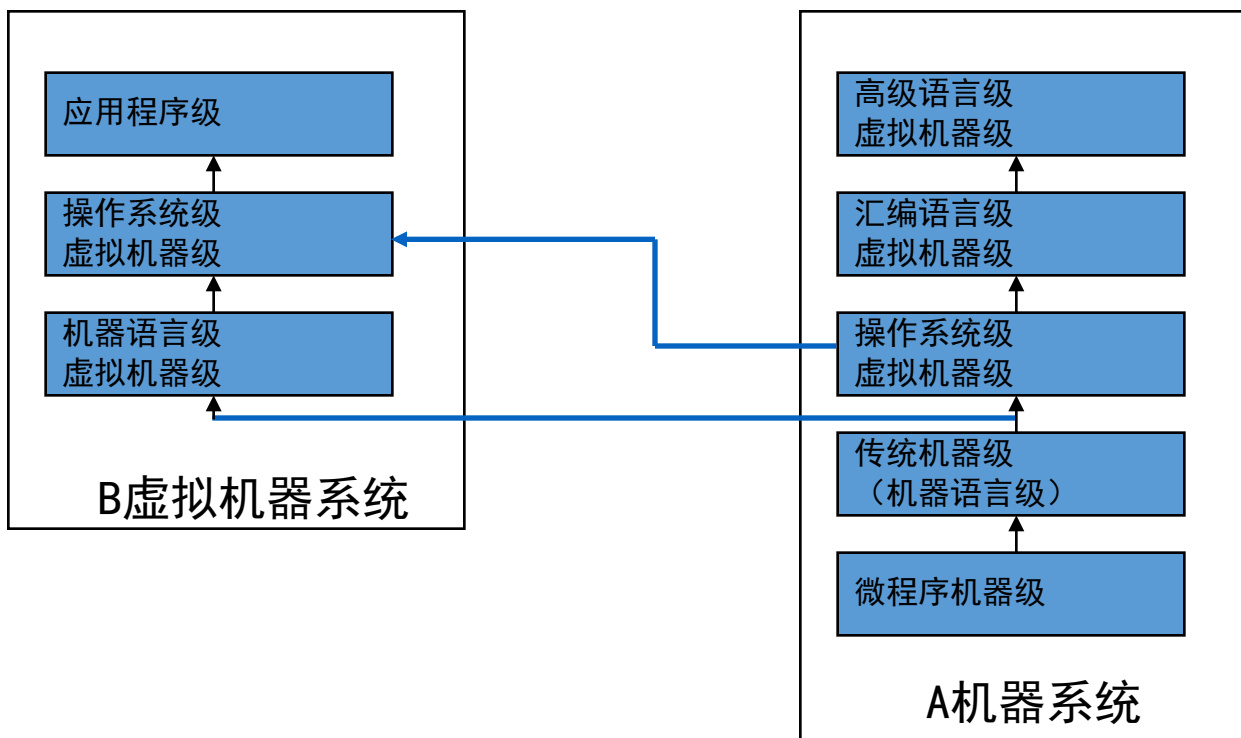 应用程序级
操作系统级
虚拟机器级
机器语言级
虚拟机器级
B虚拟机器系统
高级语言级
虚拟机器级
汇编语言级
虚拟机器级
操作系统级
虚拟机器级
传统机器级
（机器语言级）
微程序机器级
A机器系统